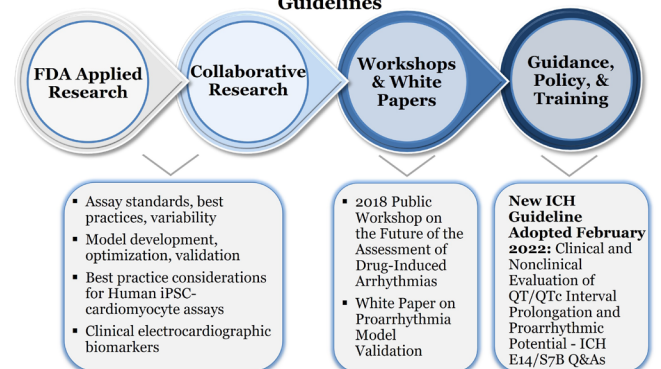 Guidelines
FDA Applied
Research
Collaborative
Research
Workshops
& White
Papers
Guidance,
Policy, &
Training
▪ Assay standards, best
practices, variability
▪ Model development,
optimization, validation
▪ Best practice considerations
for Human iPSC-
cardiomyocyte assays
▪ Clinical electrocardiographic
biomarkers
▪ 2018 Public
Workshop on
the Future of the
Assessment of
Drug-Induced
Arrhythmias
▪ White Paper on
Proarrhythmia
Model
Validation
New ICH
Guideline
Adopted February
2022: Clinical and
Nonclinical
Evaluation of
QT/QTc Interval
Prolongation and
Proarrhythmic
Potential - ICH
E14/S7B Q&As